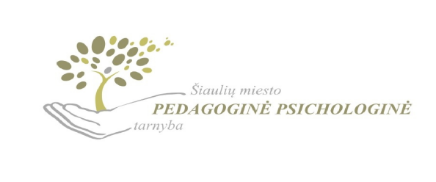 Šiaulių miesto
PEDAGOGINĖ PSICHOLOGINĖ
tarnyba